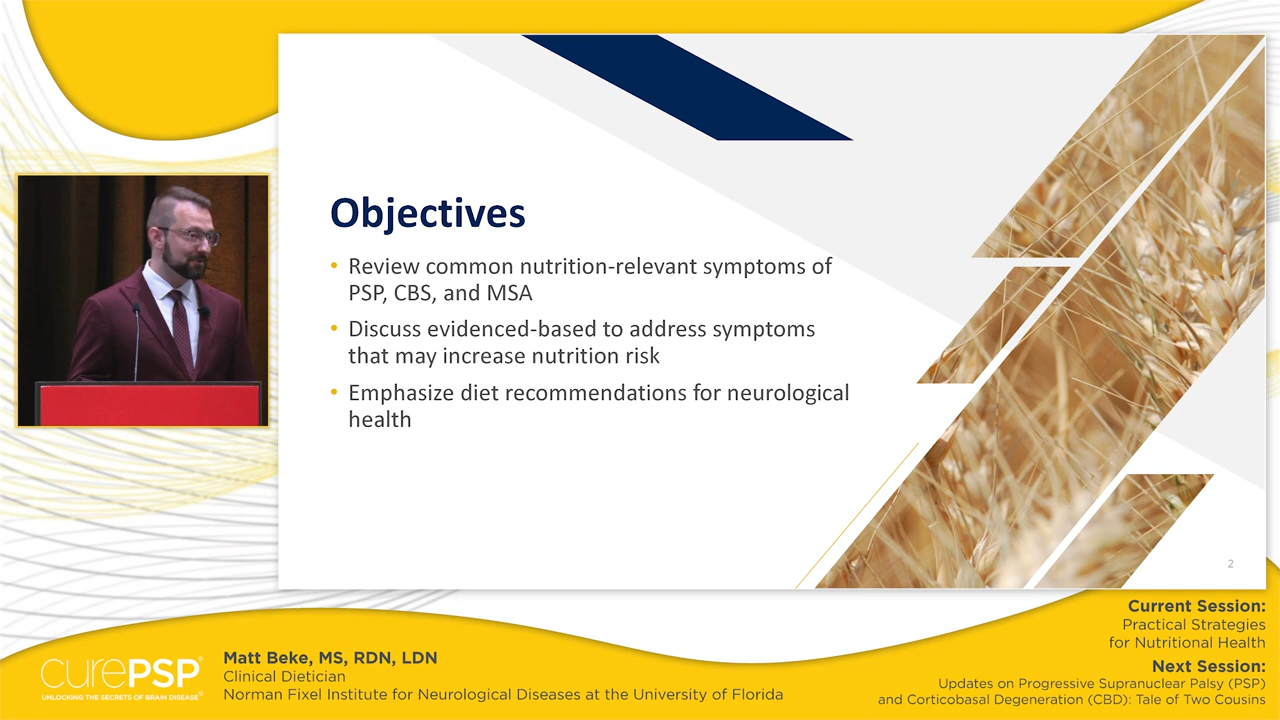 Objectives
• Review common nutrition-relevant symptoms of
PSP, CBS, and MSA
• Discuss evidenced-based to address symptoms
that may increase nutrition risk
• Emphasize diet recommendations for neurological
health
2
curePSP
UNLOCKING THE SECRETS OF BRAIN DISEASE®
Matt Beke, MS, RDN, LDN
Clinical Dietician
Norman Fixel Institute for Neurological Diseases at the University of Florida
Current Session:
Practical Strategies
for Nutritional Health
Next Session:
Updates on Progressive Supranuclear Palsy (PSP)
and Corticobasal Degeneration (CBD): Tale of Two Cousins